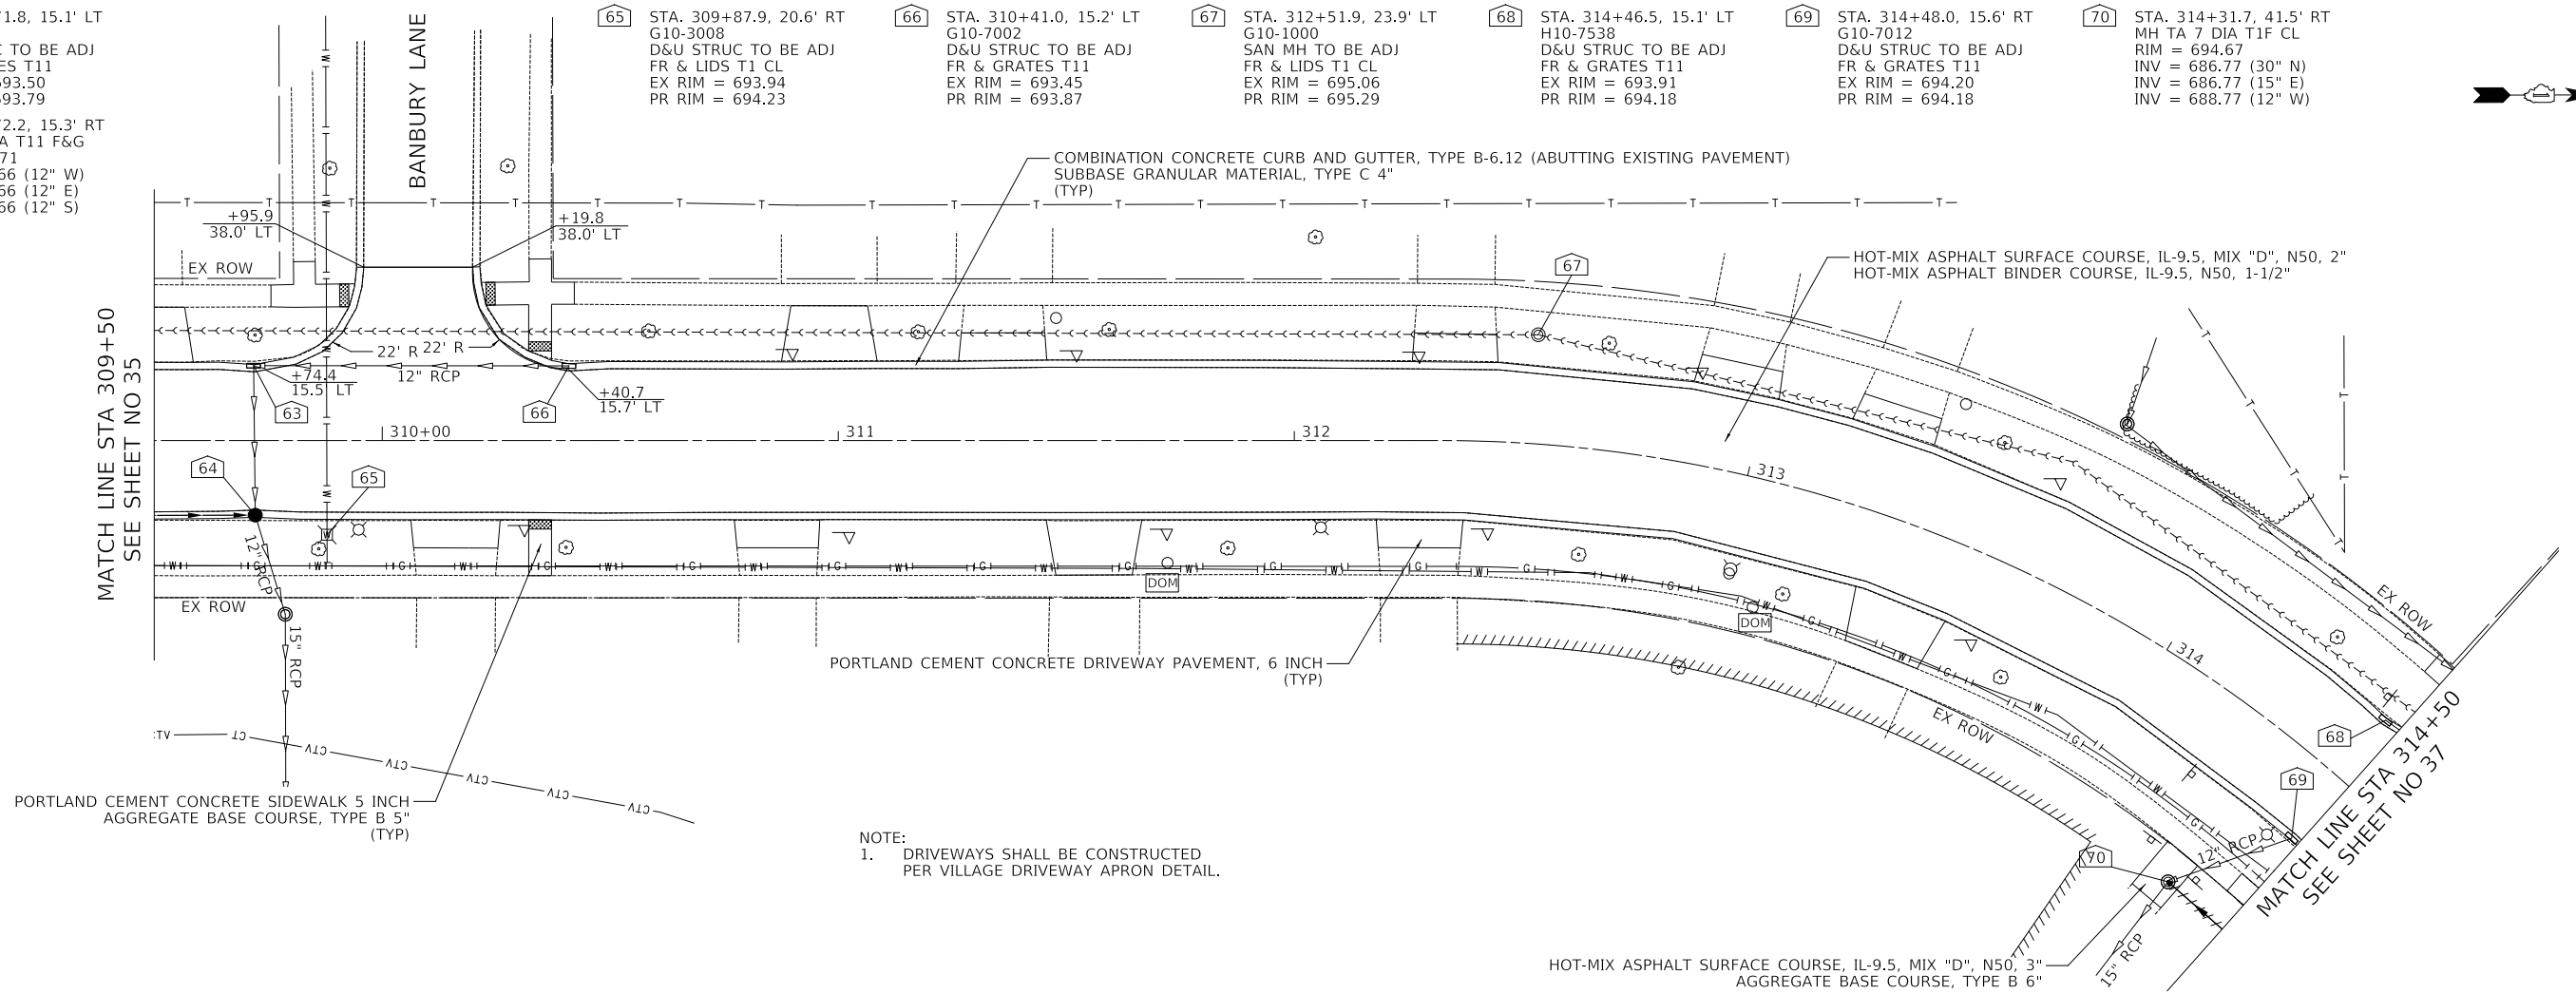 71.8, 15.1' LT
C TO BE ADJ
ES T11
693.50
693.79
72.2, 15.3' RT
A T11 F&G
71
66 (12" W)
66 (12" E)
66 (12" S)
65
STA. 309+87.9, 20.6' RT
G10-3008
D&U STRUC TO BE ADJ
FR & LIDS T1 CL
EX RIM = 693.94
PR RIM = 694.23
66
STA. 310+41.0, 15.2' LT
G10-7002
D&U STRUC TO BE ADJ
FR & GRATES T11
EX RIM = 693.45
PR RIM = 693.87
67
STA. 312+51.9, 23.9' LT
G10-1000
SAN MH TO BE ADJ
FR & LIDS T1 CL
EX RIM = 695.06
PR RIM = 695.29
68
STA. 314+46.5, 15.1' LT
H10-7538
D&U STRUC TO BE ADJ
FR & GRATES T11
EX RIM = 693.91
PR RIM = 694.18
69
STA. 314+48.0, 15.6' RT
G10-7012
D&U STRUC TO BE ADJ
FR & GRATES T11
EX RIM = 694.20
PR RIM = 694.18
70
STA. 314+31.7, 41.5' RT
MH TA 7 DIA T1F CL
RIM = 694.67
INV = 686.77 (30" N)
INV = 686.77 (15" E)
INV = 688.77 (12" W)
BANBURY LANE
COMBINATION CONCRETE CURB AND GUTTER, TYPE B-6.12 (ABUTTING EXISTING PAVEMENT)
SUBBASE GRANULAR MATERIAL, TYPE C 4"
(TYP)
+95.9
38.0' LT
+19.8
38.0' LT
EX ROW
67
HOT-MIX ASPHALT SURFACE COURSE, IL-9.5, MIX "D", N50, 2"
HOT-MIX ASPHALT BINDER COURSE, IL-9.5, N50, 1-1/2"
MATCH LINE STA 309+50
SEE SHEET NO 35
22' R
22' R
12" RCP
+74.4
15.5' LT
63
66
+40.7
15.7' LT
310+00
311
312
313
314
64
65
12" RCP
EX ROW
15" RCP
DOM
DOM
PORTLAND CEMENT CONCRETE DRIVEWAY PAVEMENT, 6 INCH
(TYP)
EX ROW
EX ROW
CTV
CTV
CTV
CTV
CTV
PORTLAND CEMENT CONCRETE SIDEWALK 5 INCH
AGGREGATE BASE COURSE, TYPE B 5"
(TYP)
NOTE:
1. DRIVEWAYS SHALL BE CONSTRUCTED
PER VILLAGE DRIVEWAY APRON DETAIL.
68
69
70
12" RCP
15" RCP
MATCH LINE STA 314+50
SEE SHEET NO 37
HOT-MIX ASPHALT SURFACE COURSE, IL-9.5, MIX "D", N50, 3"
AGGREGATE BASE COURSE, TYPE B 6"